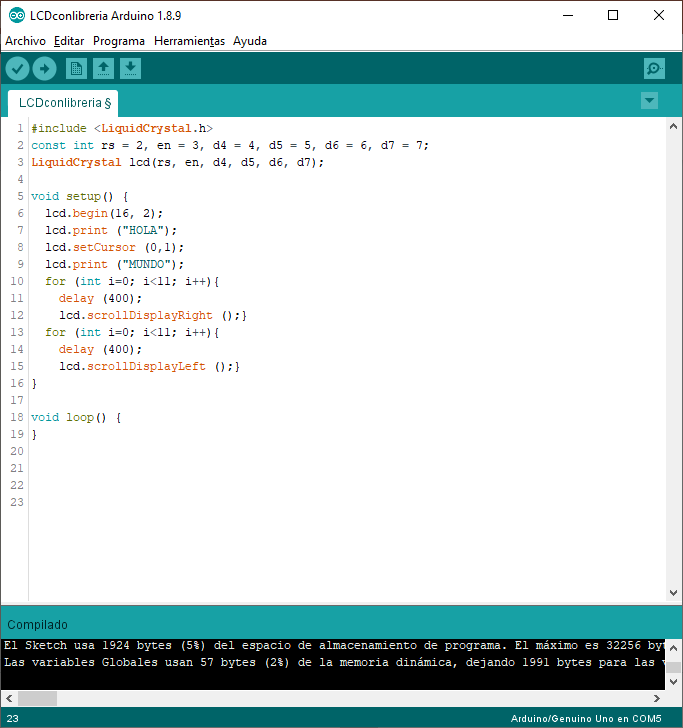 LCDconlibreria Arduino 1.8.9
Archivo Editar Programa Herramientas Ayuda
LCDconlibreria §
1 #include <LiquidCrystal.h>
2 const int rs = 2, en = 3, d4 = 4, d5 = 5, d6 = 6, d7 = 7;
3 LiquidCrystal lcd(rs, en, d4, d5, d6, d7);
4
5 void setup() {
6   lcd.begin(16, 2);
7   lcd.print ("HOLA");
8   lcd.setCursor (0,1);
9   lcd.print ("MUNDO");
10   for (int i=0; i<11; i++){
11     delay (400);
12     lcd.scrollDisplayRight ();}
13   for (int i=0; i<11; i++){
14     delay (400);
15     lcd.scrollDisplayLeft ();}
16 }
17
18 void loop() {
19 }
20
21
22
23
Compilado
El Sketch usa 1924 bytes (5%) del espacio de almacenamiento de programa. El máximo es 32256 byt
Las variables Globales usan 57 bytes (2%) de la memoria dinámica, dejando 1991 bytes para las v
23 Arduino/Genuino Uno en COM5